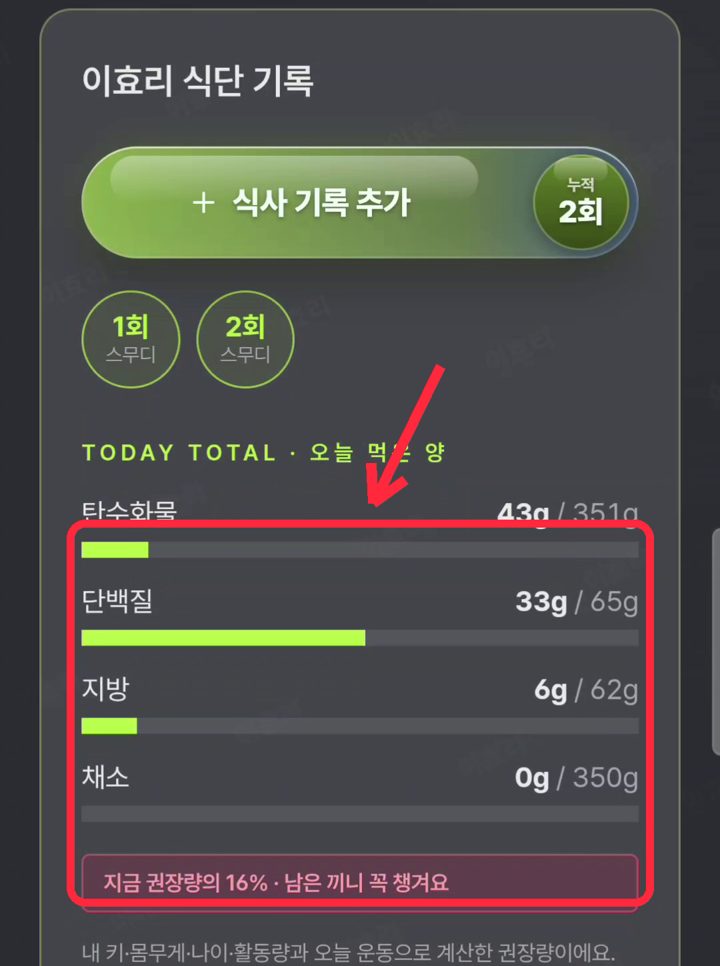 이효리 식단 기록
+ 식사 기록 추가
누적
2회
1회
스무디
2회
스무디
TODAY TOTAL · 오늘 먹은 양
탄수화물 43g / 351g
단백질 33g / 65g
지방 6g / 62g
채소 0g / 350g
지금 권장량의 16% · 남은 끼니 꼭 챙겨요
내 키·몸무게·나이·활동량과 오늘 운동으로 계산한 권장량이에요.